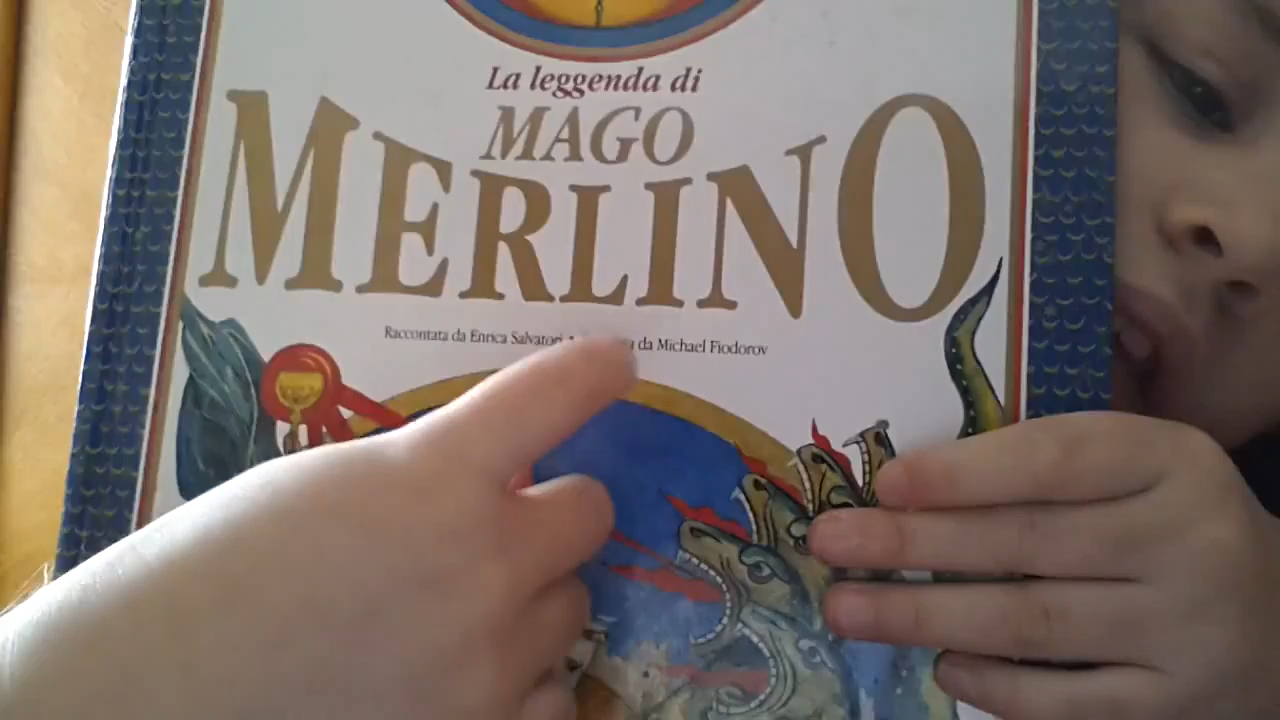 La leggenda di
MAGO
MERLINO
Raccontata da Enrica Salvatori da Michael Fiodorov